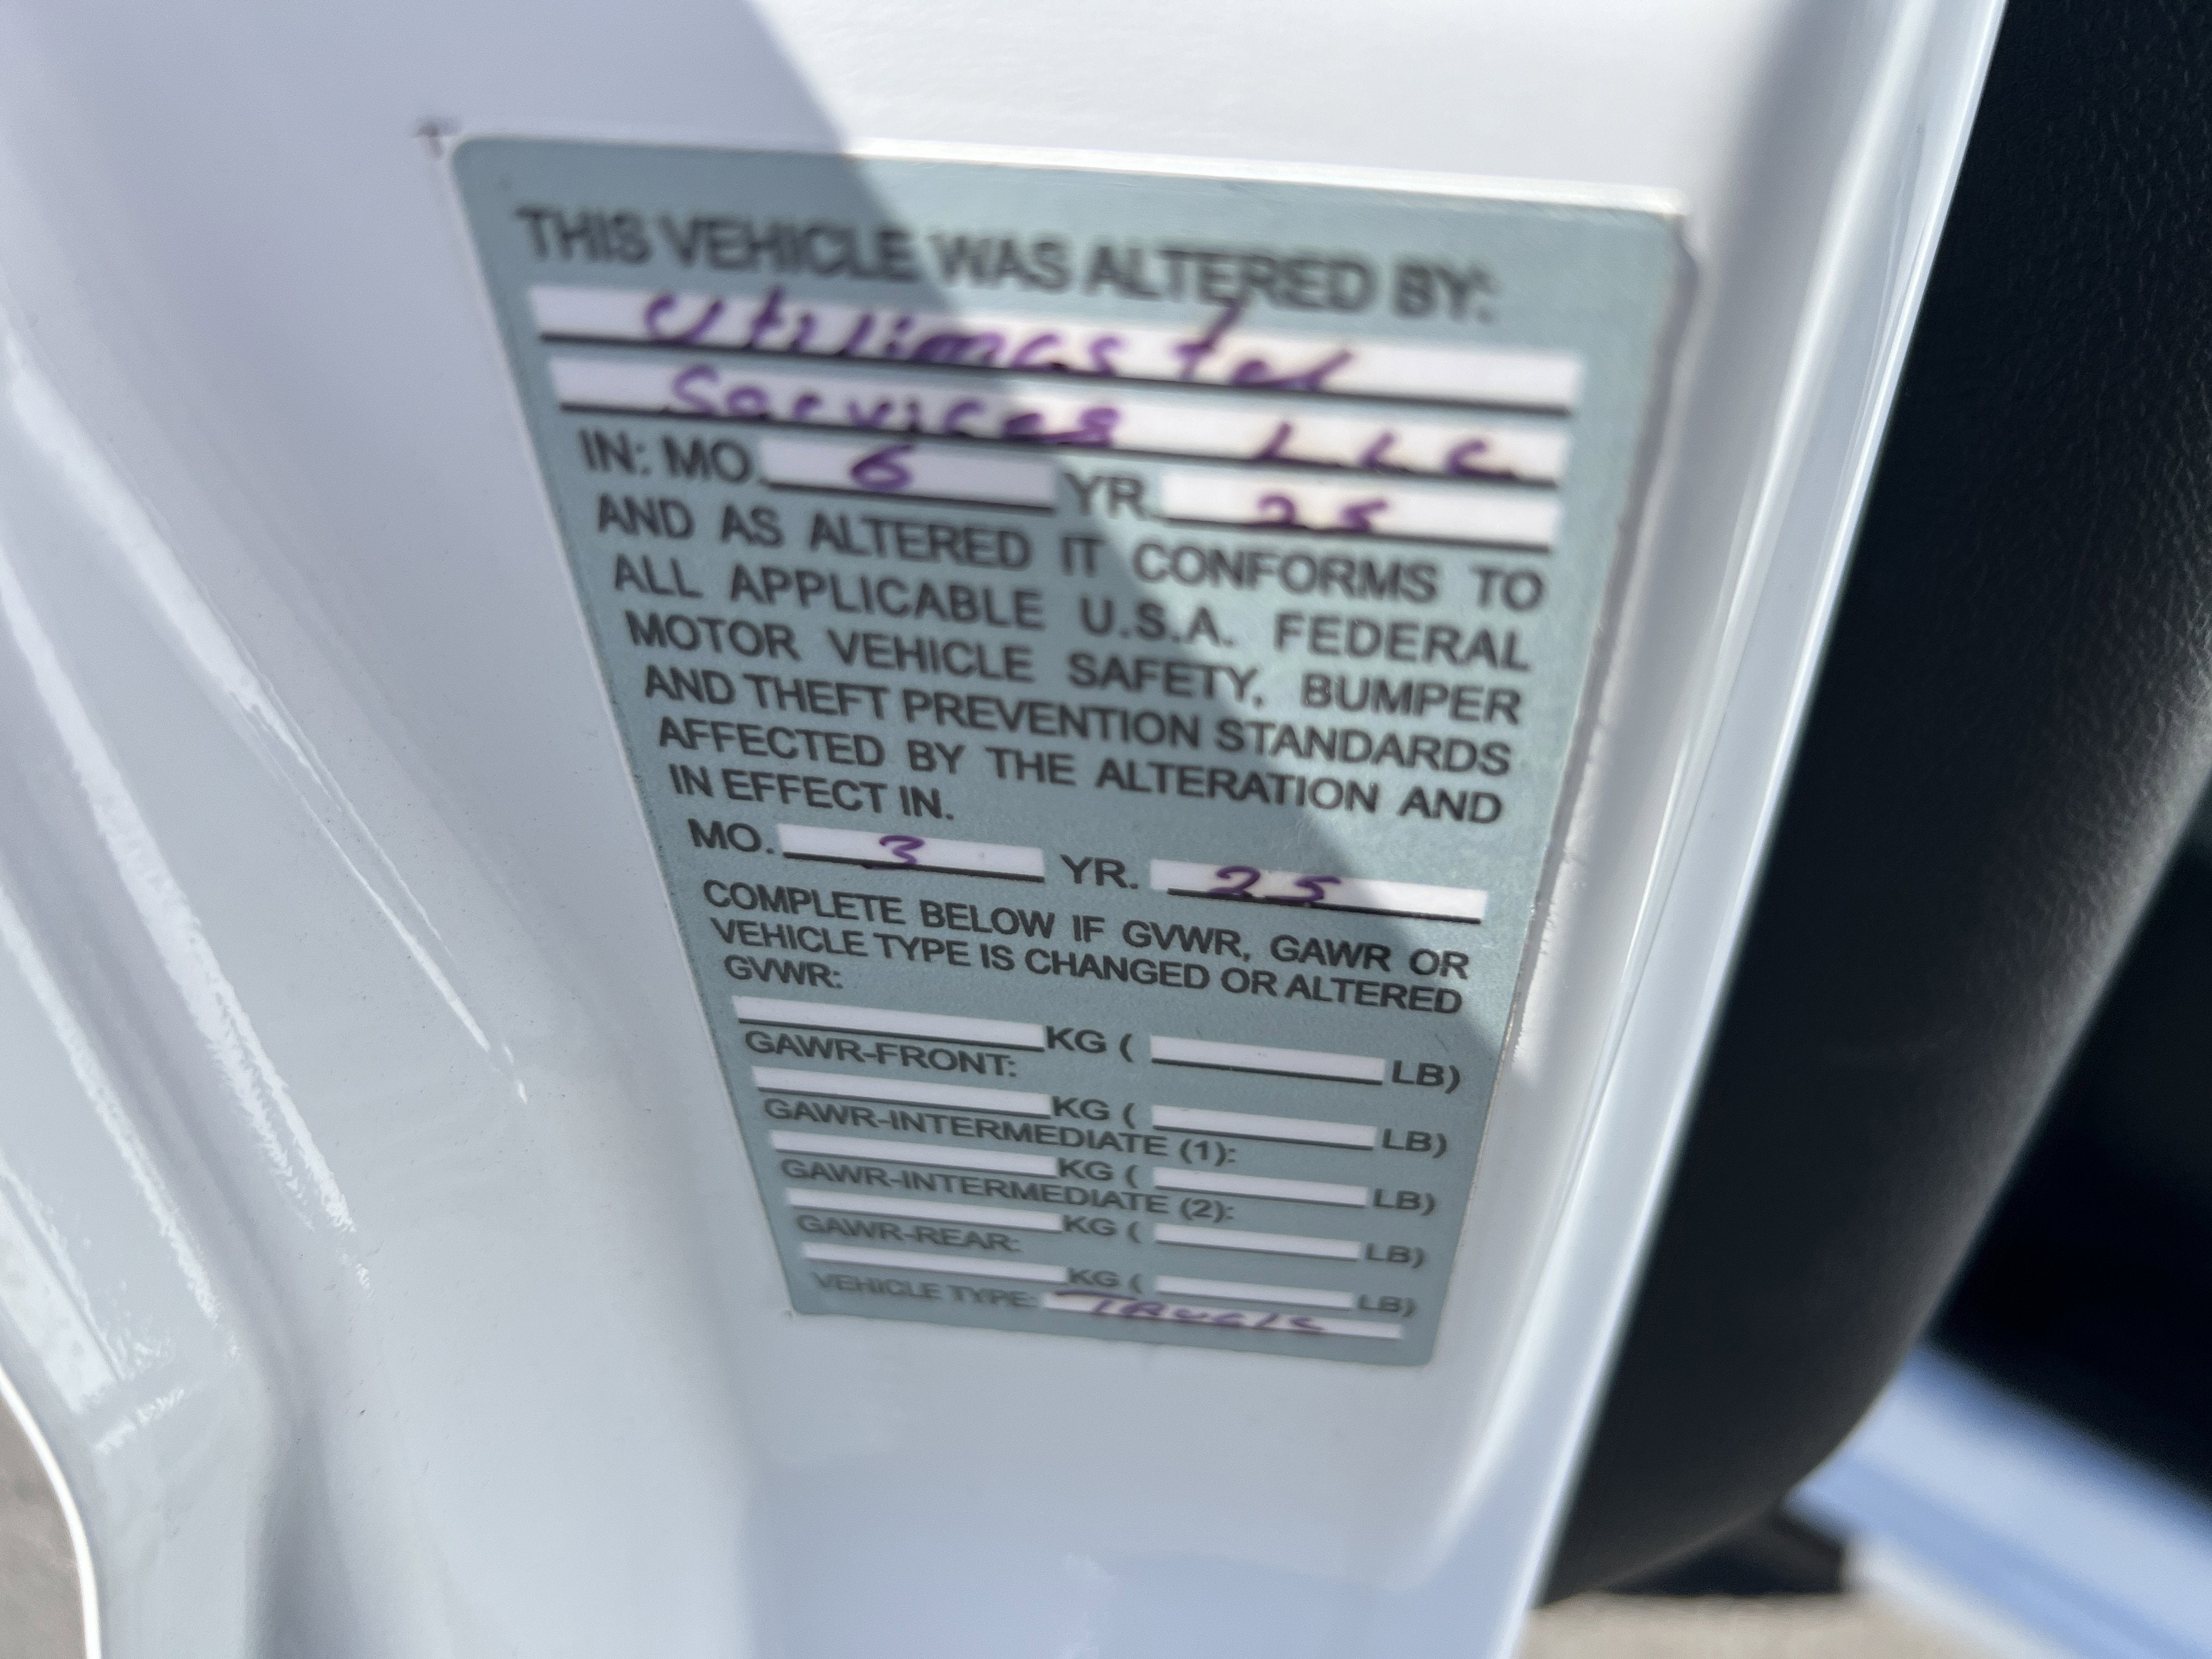 THIS VEHICLE WAS ALTERED BY:
Utilimaster
Services L.L.C.
IN: MO. 6 YR. 25
AND AS ALTERED IT CONFORMS TO
ALL APPLICABLE U.S.A. FEDERAL
MOTOR VEHICLE SAFETY, BUMPER
AND THEFT PREVENTION STANDARDS
AFFECTED BY THE ALTERATION AND
IN EFFECT IN.
MO. 3 YR. 25
COMPLETE BELOW IF GVWR, GAWR OR
VEHICLE TYPE IS CHANGED OR ALTERED
GVWR:
KG ( LB)
GAWR-FRONT:
KG ( LB)
GAWR-INTERMEDIATE (1):
KG ( LB)
GAWR-INTERMEDIATE (2):
KG ( LB)
GAWR-REAR:
KG ( LB)
VEHICLE TYPE: TRUCK